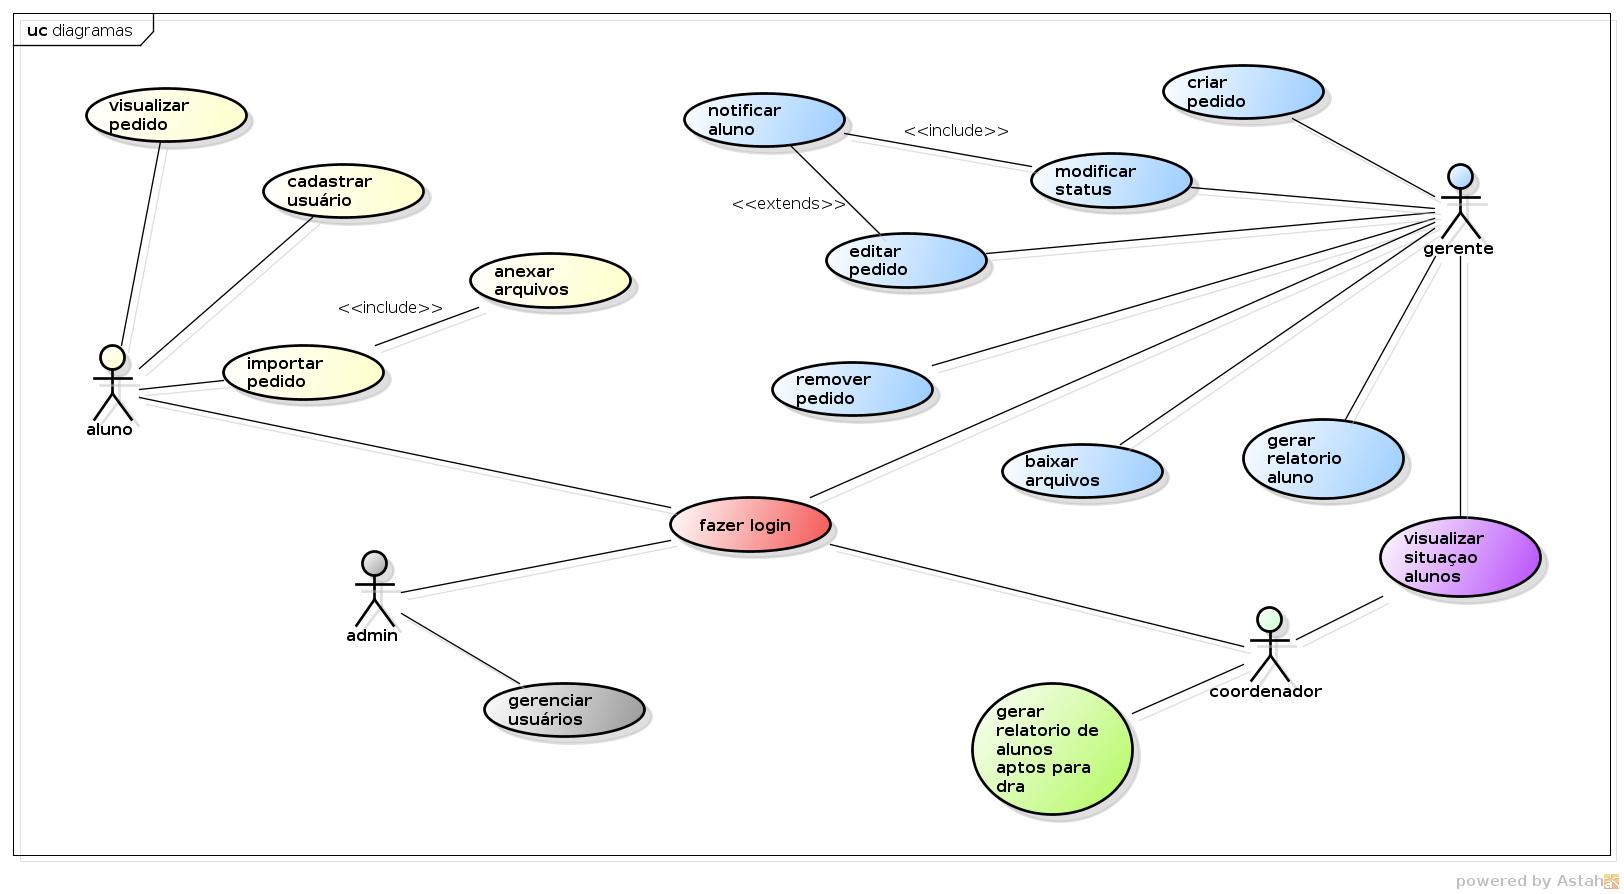 uc diagramas
visualizar
pedido
cadastrar
usuário
anexar
arquivos
<<include>>
importar
pedido
aluno
notificar
aluno
<<include>>
modificar
status
criar
pedido
<<extends>>
editar
pedido
gerente
remover
pedido
baixar
arquivos
gerar
relatorio
aluno
fazer login
visualizar
situaçao
alunos
admin
gerenciar
usuários
coordenador
gerar
relatorio de
alunos
aptos para
dra
powered by Astah